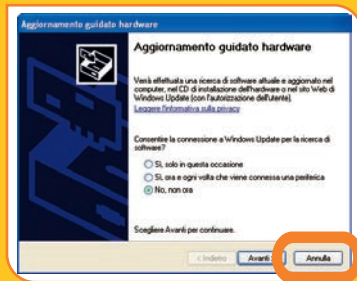 Aggiornamento guidato hardware
Aggiornamento guidato hardware
Verrà effettuata una ricerca di software attuale e aggiornato nel
computer, nel CD di installazione dell'hardware o nel sito Web di
Windows Update (con l'autorizzazione dell'utente).
Leggere l'informativa sulla privacy
Consentire la connessione a Windows Update per la ricerca di
software?
Sì, solo in questa occasione
Sì, ora e ogni volta che viene connessa una periferica
No, non ora
Scegliere Avanti per continuare.
< Indietro Avanti > Annulla